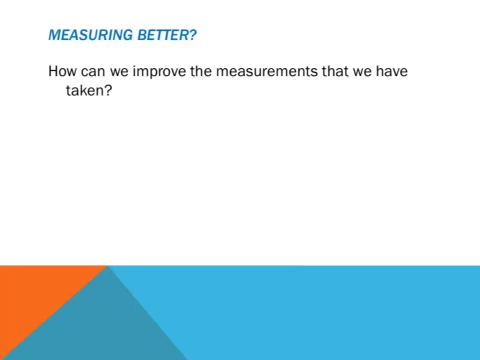 MEASURING BETTER?
How can we improve the measurements that we have
taken?